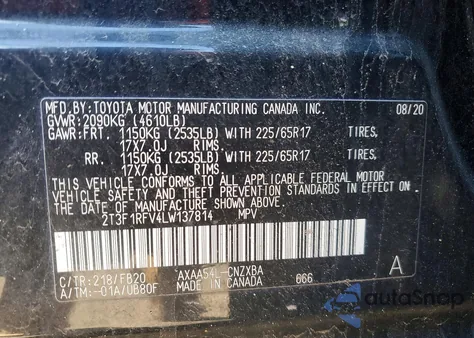 MFD.BY:TOYOTA MOTOR MANUFACTURING CANADA INC. 08/20
GVWR:2090KG (4610LB)
GAWR:FRT. 1150KG (2535LB) WITH 225/65R17 TIRES.
17X7.0J RIMS.
RR. 1150KG (2535LB) WITH 225/65R17 TIRES.
17X7.0J RIMS.
THIS VEHICLE CONFORMS TO ALL APPLICABLE FEDERAL MOTOR
VEHICLE SAFETY AND THEFT PREVENTION STANDARDS IN EFFECT
ON THE DATE OF MANUFACTURE SHOWN ABOVE.
2T3F1RFV4LW137814 MPV
C/TR:218/FB20 AXAA54L-CNZXBA
A/TM:-01A/UB80F MADE IN CANADA 666
A
autoSnap